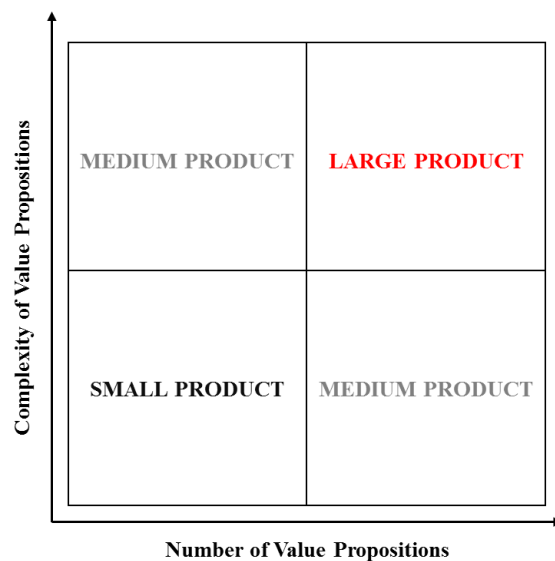 Complexity of Value Propositions
MEDIUM PRODUCT
LARGE PRODUCT
SMALL PRODUCT
MEDIUM PRODUCT
Number of Value Propositions